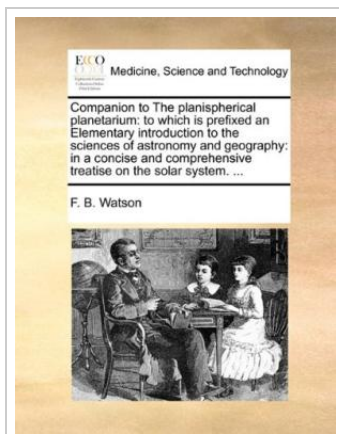 ECCO
Medicine, Science and Technology
Companion to The planispherical
planetarium: to which is prefixed an
Elementary introduction to the
sciences of astronomy and geography:
in a concise and comprehensive
treatise on the solar system. ...
F. B. Watson